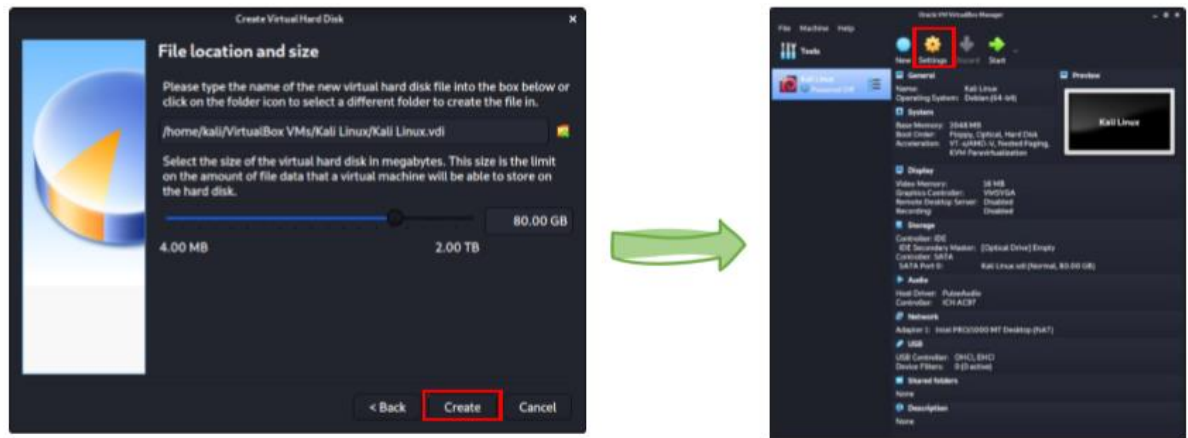 Create Virtual Hard Disk
File location and size
Please type the name of the new virtual hard disk file into the box below or
click on the folder icon to select a different folder to create the file in.
/home/kali/VirtualBox VMs/Kali Linux/Kali Linux.vdi
Select the size of the virtual hard disk in megabytes. This size is the limit
on the amount of file data that a virtual machine will be able to store on
the hard disk.
80.00 GB
4.00 MB
2.00 TB
< Back
Create
Cancel
Oracle VM VirtualBox Manager
File Machine Help
Tools
New Settings Discard Start
Kali Linux
Powered Off
General
Name: Kali Linux
Operating System: Debian (64-bit)
System
Base Memory: 2048 MB
Boot Order: Floppy, Optical, Hard Disk
Acceleration: VT-x/AMD-V, Nested Paging,
KVM Paravirtualization
Preview
Kali Linux
Display
Video Memory: 16 MB
Graphics Controller: VMSVGA
Remote Desktop Server: Disabled
Recording: Disabled
Storage
Controller: IDE
IDE Secondary Master: [Optical Drive] Empty
Controller: SATA
SATA Port 0: Kali Linux.vdi (Normal, 80.00 GB)
Audio
Host Driver: PulseAudio
Controller: ICH AC97
Network
Adapter 1: Intel PRO/1000 MT Desktop (NAT)
USB
USB Controller: OHCI, EHCI
Device Filters: 0 (0 active)
Shared folders
None
Description
None